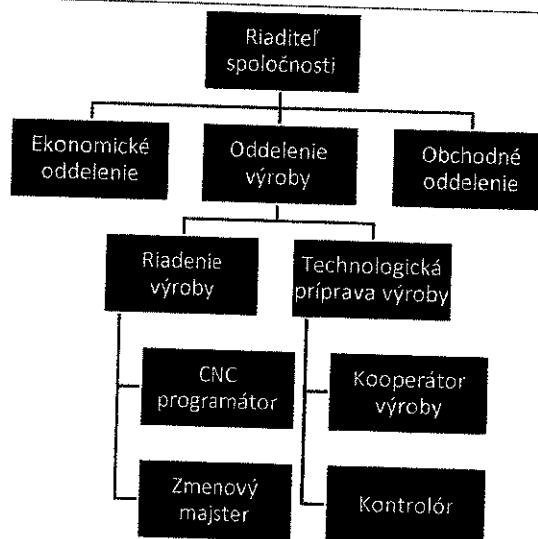 Riaditeľ
spoločnosti
Ekonomické
oddelenie
Oddelenie
výroby
Obchodné
oddelenie
Riadenie
výroby
Technologická
príprava výroby
CNC
programátor
Kooperátor
výroby
Zmenový
majster
Kontrolór